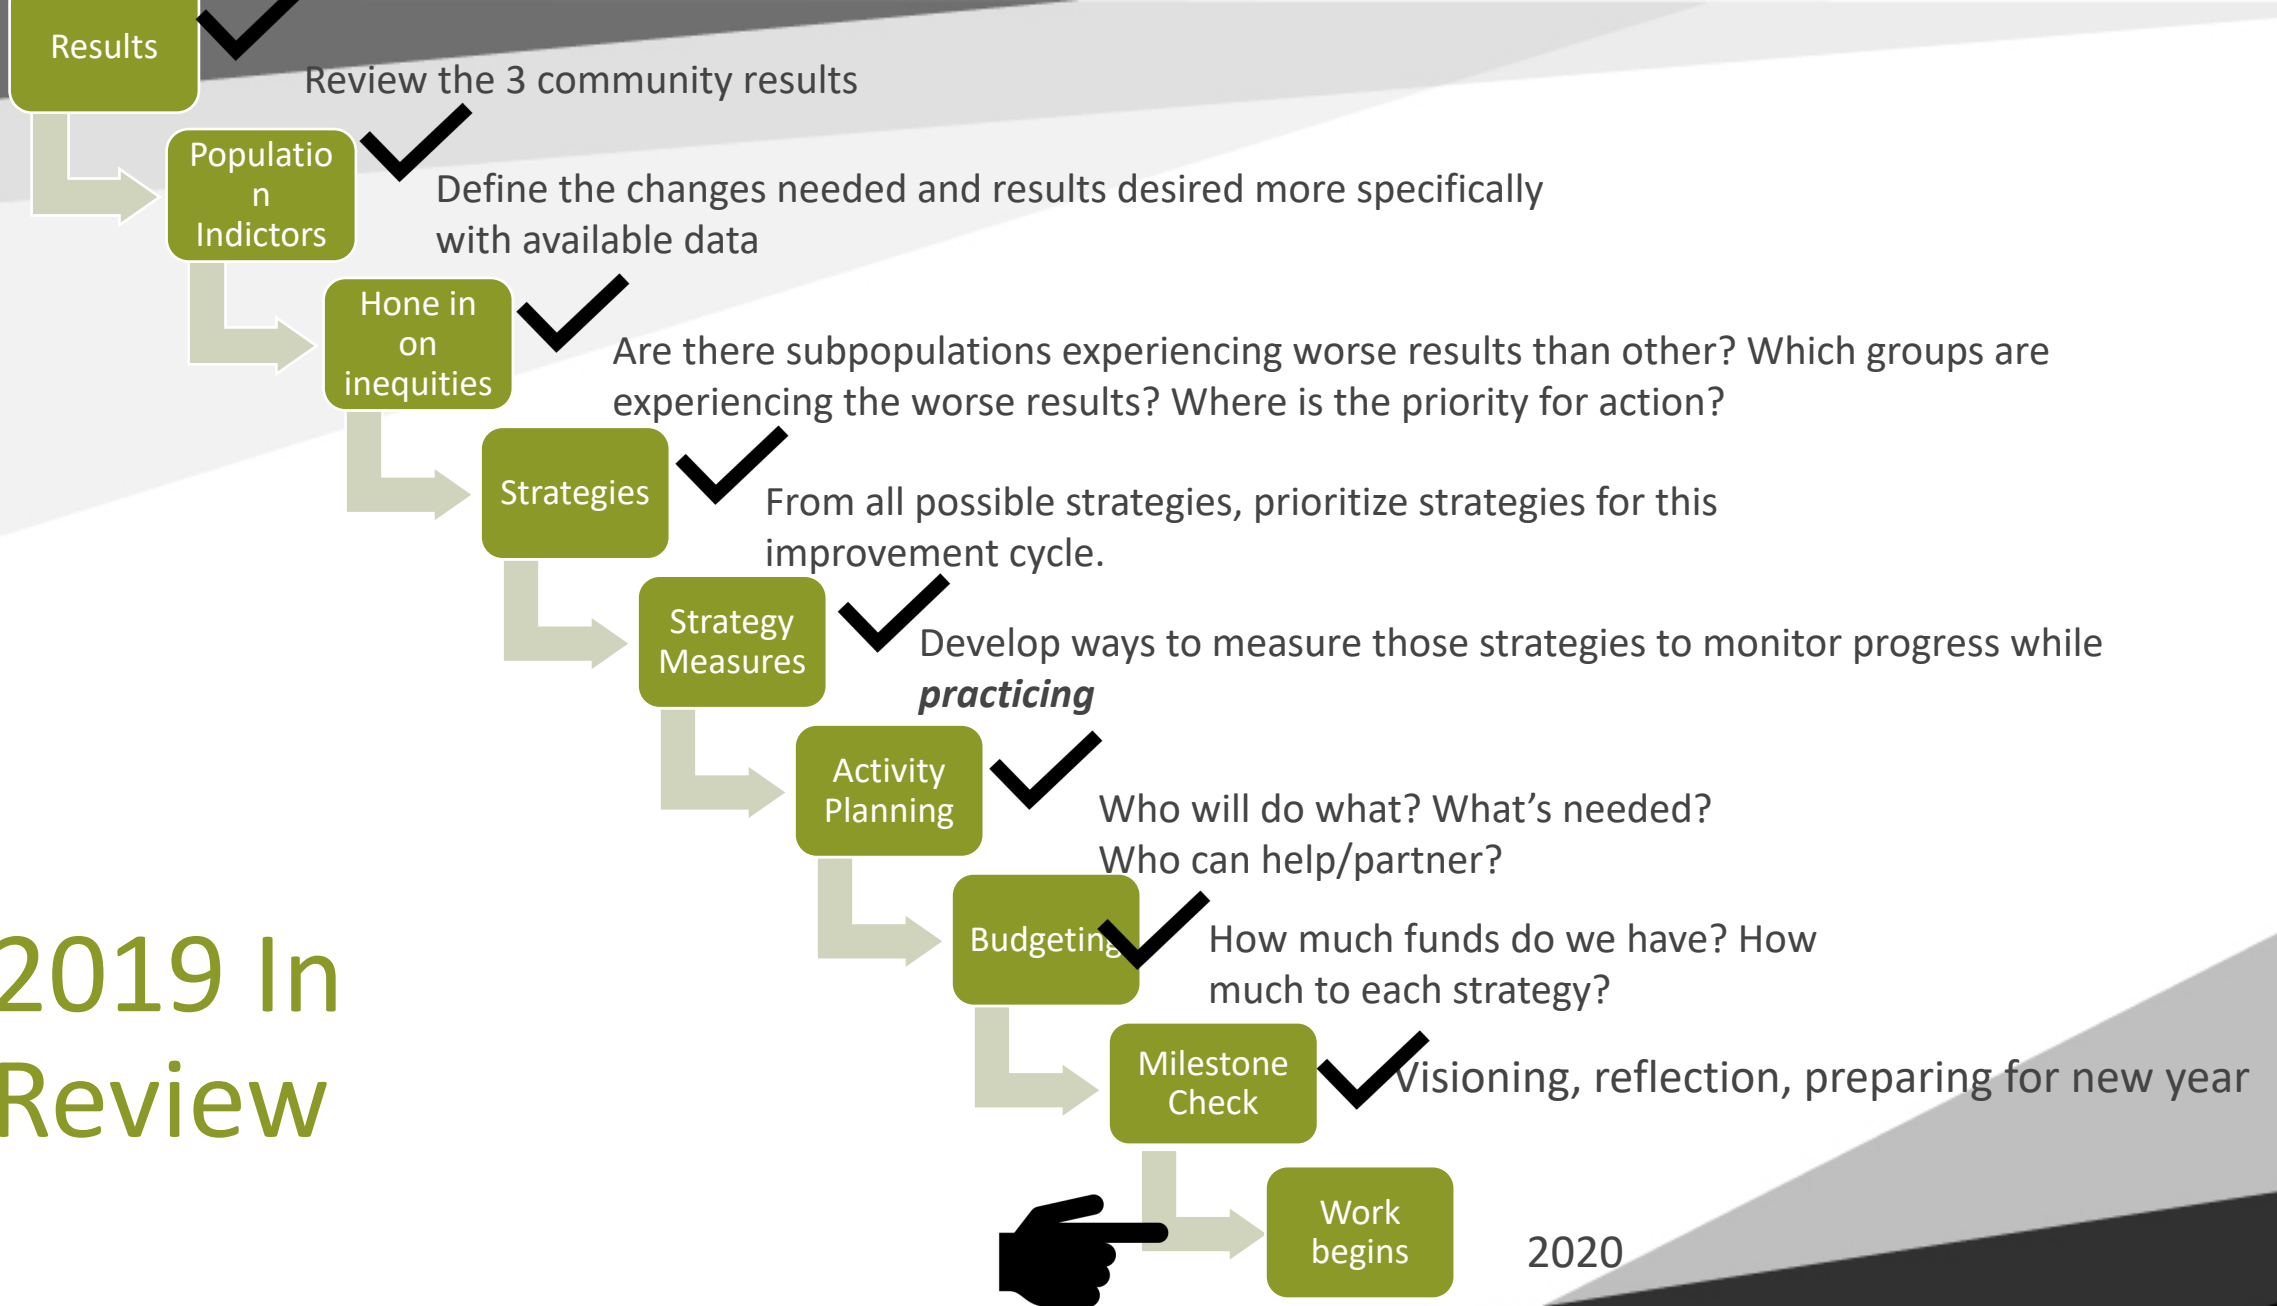 Results
Review the 3 community results
Populatio
n
Indictors
Define the changes needed and results desired more specifically
with available data
Hone in
on
inequities
Are there subpopulations experiencing worse results than other? Which groups are
experiencing the worse results? Where is the priority for action?
Strategies
From all possible strategies, prioritize strategies for this
improvement cycle.
Strategy
Measures
Develop ways to measure those strategies to monitor progress while
practicing
Activity
Planning
Who will do what? What’s needed?
Who can help/partner?
Budgeting
How much funds do we have? How
much to each strategy?
Milestone
Check
Visioning, reflection, preparing for new year
Work
begins
2020
2019 In
Review